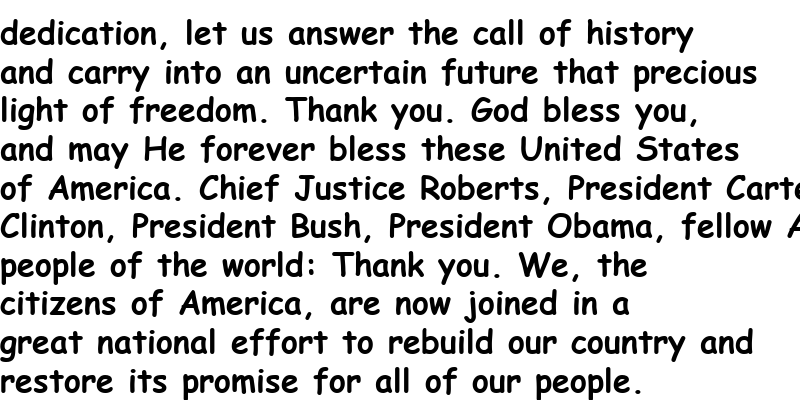 dedication, let us answer the call of history
and carry into an uncertain future that precious
light of freedom. Thank you. God bless you,
and may He forever bless these United States
of America. Chief Justice Roberts, President
Clinton, President Bush, President Obama, fellow
people of the world: Thank you. We, the
citizens of America, are now joined in a
great national effort to rebuild our country and
restore its promise for all of our people.